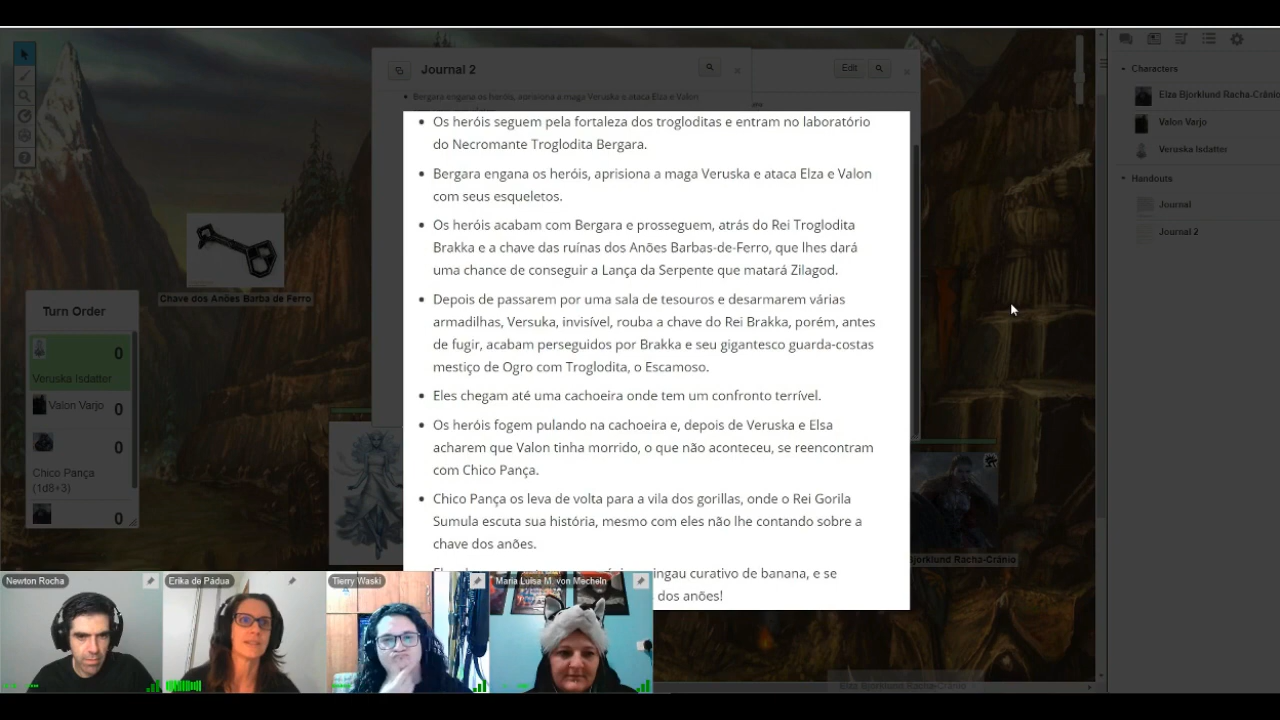 Journal 2
Edit
Bergara engana os heróis, aprisiona a maga Veruska e ataca Elza e Valon
• Os heróis seguem pela fortaleza dos trogloditas e entram no laboratório
do Necromante Troglodita Bergara.
• Bergara engana os heróis, aprisiona a maga Veruska e ataca Elza e Valon
com seus esqueletos.
• Os heróis acabam com Bergara e prosseguem, atrás do Rei Troglodita
Brakka e a chave das ruínas dos Anões Barbas-de-Ferro, que lhes dará
uma chance de conseguir a Lança da Serpente que matará Zilagod.
• Depois de passarem por uma sala de tesouros e desarmarem várias
armadilhas, Versuka, invisível, rouba a chave do Rei Brakka, porém, antes
de fugir, acabam perseguidos por Brakka e seu gigantesco guarda-costas
mestiço de Ogro com Troglodita, o Escamoso.
• Eles chegam até uma cachoeira onde tem um confronto terrível.
• Os heróis fogem pulando na cachoeira e, depois de Veruska e Elsa
acharem que Valon tinha morrido, o que não aconteceu, se reencontram
com Chico Pança.
• Chico Pança os leva de volta para a vila dos gorillas, onde o Rei Gorila
Sumula escuta sua história, mesmo com eles não lhe contando sobre a
chave dos anões.
ingau curativo de banana, e se
dos anões!
Chave dos Anões Barba de Ferro
Turn Order
0
Veruska Isdatter
Valon Varjo 0
0
Chico Pança
(1d8+3)
0
Characters
Elza Bjorklund Racha-Crânio
Valon Varjo
Veruska Isdatter
Handouts
Journal
Journal 2
Bjorklund Racha-Crânio
Elza Bjorklund Racha-Crânio
Newton Rocha
Erika de Pádua
Tierry Waski
Maria Luisa M. von Mecheln